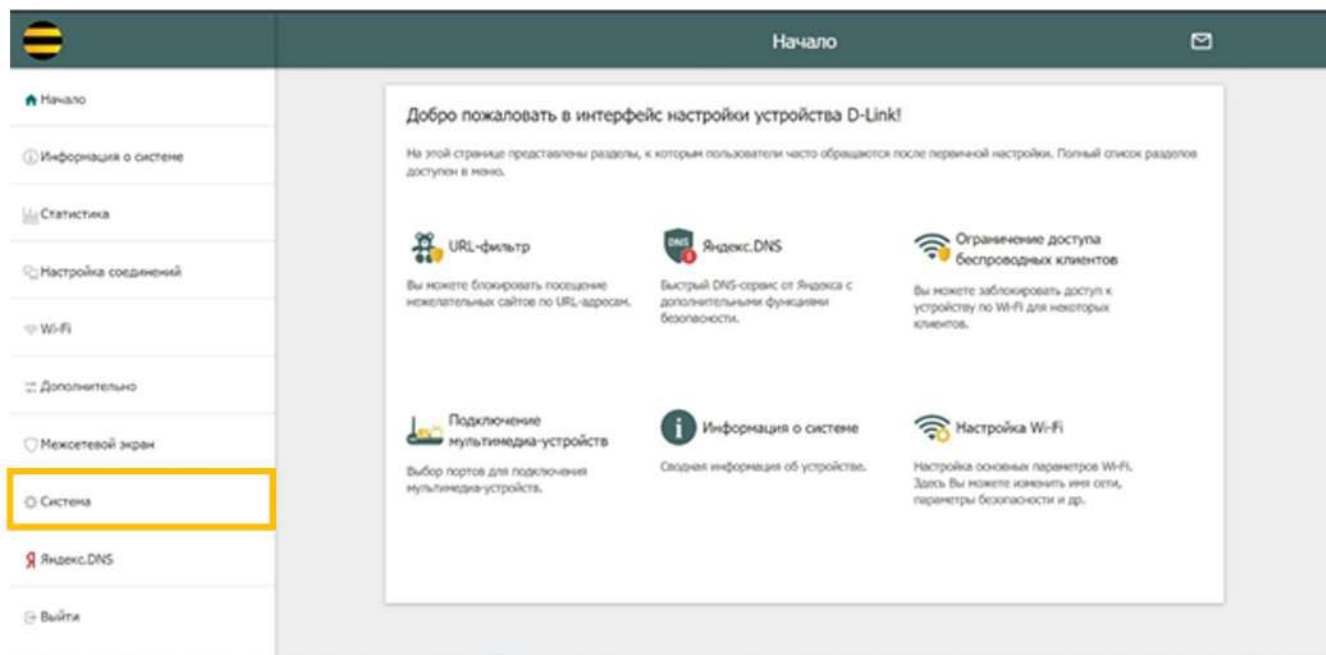 Начало
Начало
Информация о системе
Статистика
Настройка соединений
Wi-Fi
Дополнительно
Межсетевой экран
Система
Яндекс.DNS
Выйти
Добро пожаловать в интерфейс настройки устройства D-Link!
На этой странице представлены разделы, к которым пользователи часто обращаются после первичной настройки. Полный список разделов
доступен в меню.
URL-фильтр
Вы можете блокировать посещение
нежелательных сайтов по URL-адресам.
DNS
Яндекс.DNS
Быстрый DNS-сервис от Яндекса с
дополнительными функциями
безопасности.
Ограничение доступа
беспроводных клиентов
Вы можете заблокировать доступ к
устройству по Wi-Fi для некоторых
клиентов.
Подключение
мультимедиа-устройств
Выбор портов для подключения
мультимедиа-устройств.
Информация о системе
Сводная информация об устройстве.
Настройка Wi-Fi
Настройка основных параметров Wi-Fi.
Здесь Вы можете изменить имя сети,
параметры безопасности и др.